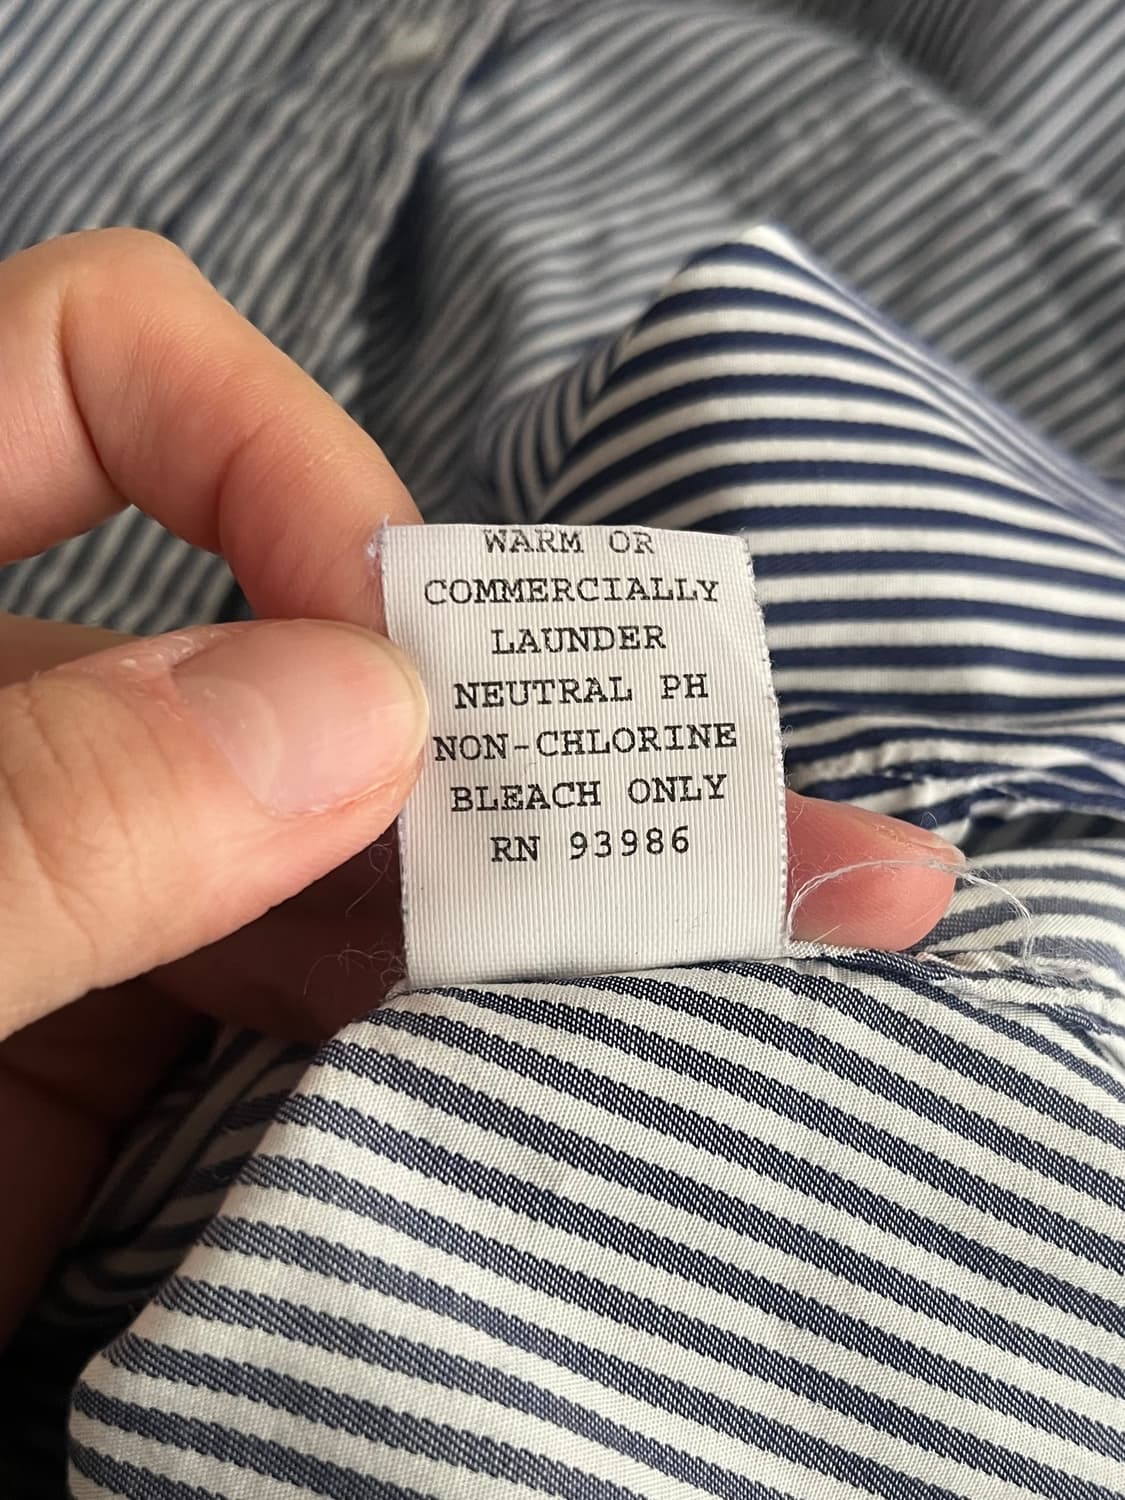 WARM OR
COMMERCIALLY
LAUNDER
NEUTRAL PH
NON-CHLORINE
BLEACH ONLY
RN 93986